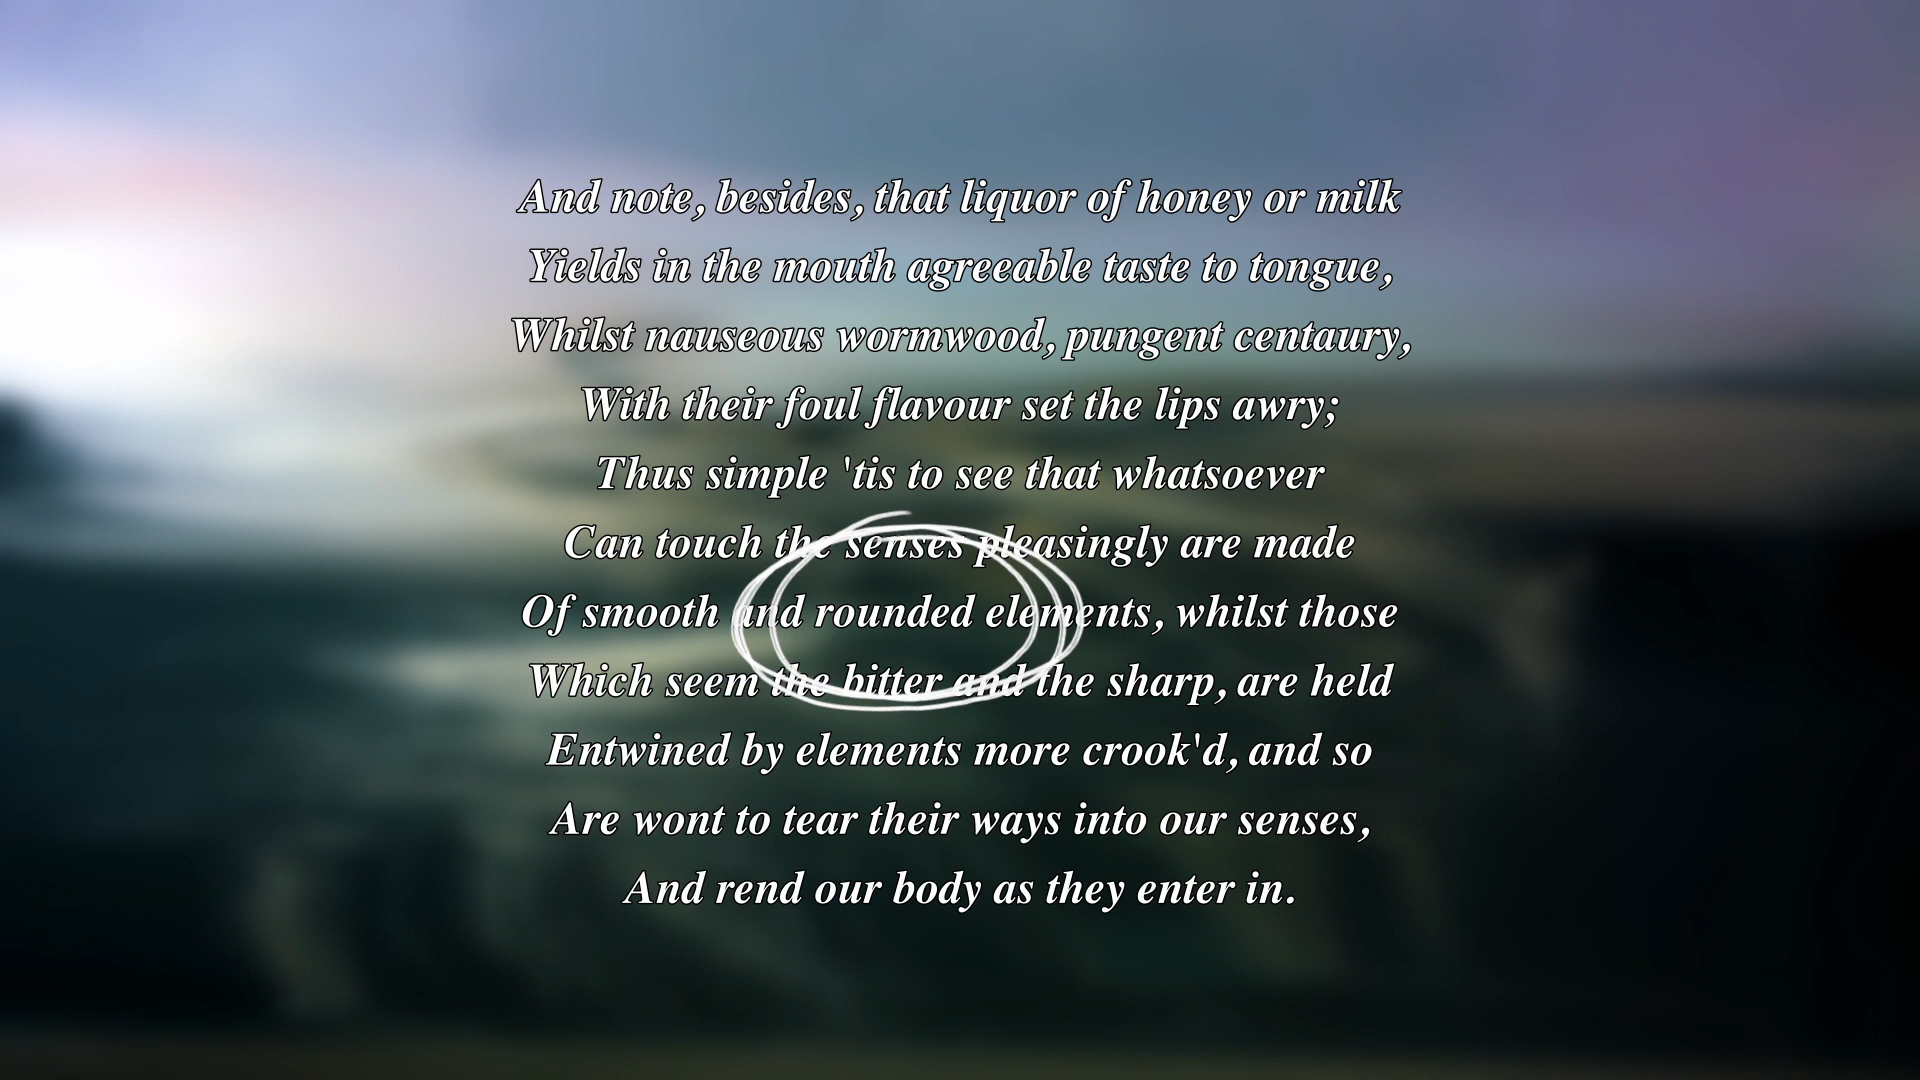 And note, besides, that liquor of honey or milk
Yields in the mouth agreeable taste to tongue,
Whilst nauseous wormwood, pungent centaury,
With their foul flavour set the lips awry;
Thus simple 'tis to see that whatsoever
Can touch the senses pleasingly are made
Of smooth and rounded elements, whilst those
Which seem the bitter and the sharp, are held
Entwined by elements more crook'd, and so
Are wont to tear their ways into our senses,
And rend our body as they enter in.